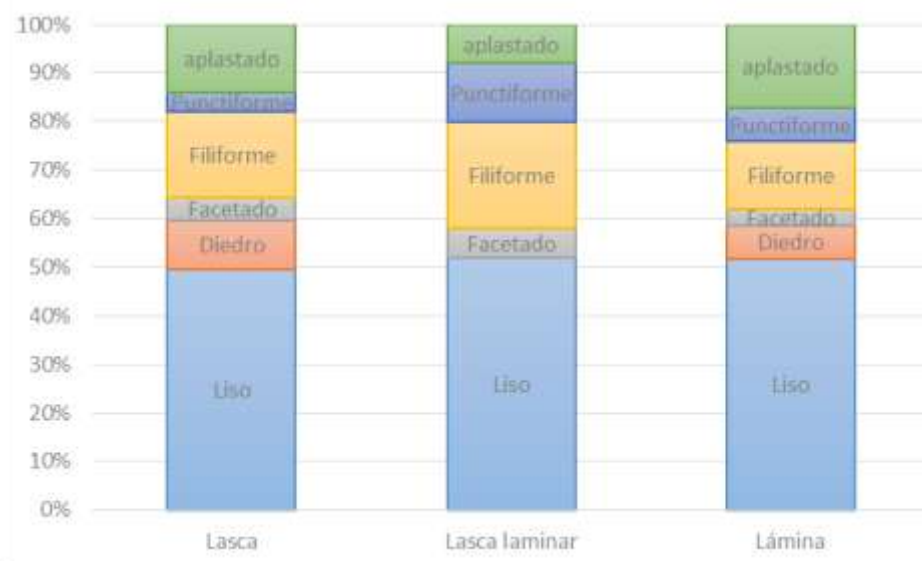 100%
90%
80%
70%
60%
50%
40%
30%
20%
10%
0%
aplastado
Punctiforme
Filiforme
Facetado
Diedro
Liso
aplastado
Punctiforme
Filiforme
Facetado
Liso
aplastado
Punctiforme
Filiforme
Facetado
Diedro
Liso
Lasca
Lasca laminar
Lámina